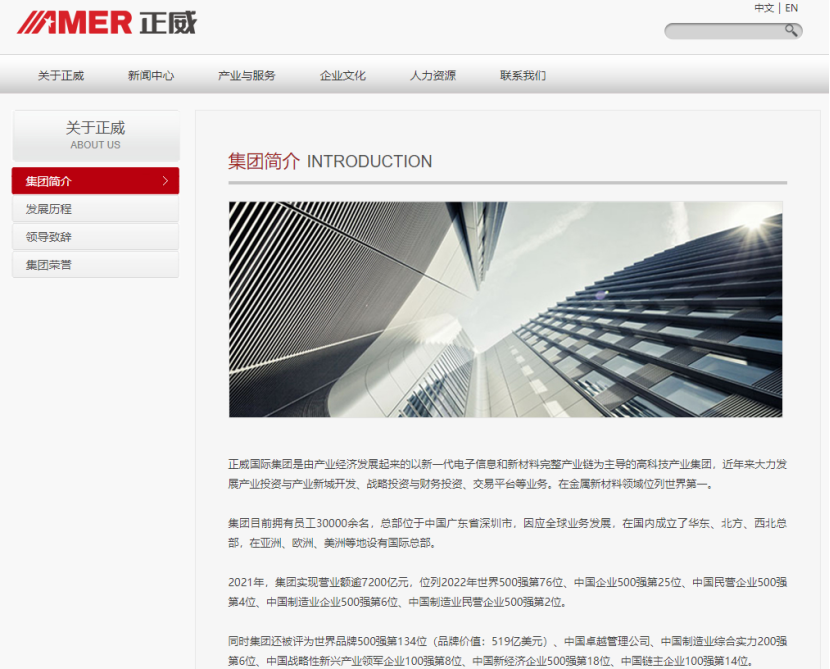 AMER 正威
中文 | EN
关于正威 新闻中心 产业与服务 企业文化 人力资源 联系我们
关于正威
ABOUT US
集团简介
发展历程
领导致辞
集团荣誉
集团简介 INTRODUCTION
正威国际集团是由产业经济发展起来的以新一代电子信息和新材料完整产业链为主导的高科技产业集团，近年来大力发
展产业投资与产业新城开发、战略投资与财务投资、交易平台等业务。在金属新材料领域位列世界第一。
集团目前拥有员工30000余名，总部位于中国广东省深圳市，因应全球业务发展，在国内成立了华东、北方、西北总
部，在亚洲、欧洲、美洲等地设有国际总部。
2021年，集团实现营业额逾7200亿元，位列2022年世界500强第76位、中国企业500强第25位、中国民营企业500强
第4位、中国制造业企业500强第6位、中国制造业民营企业500强第2位。
同时集团还被评为世界品牌500强第134位（品牌价值：519亿美元）、中国卓越管理公司、中国制造业综合实力200强
第6位、中国战略性新兴产业领军企业100强第8位、中国新经济企业500强第18位、中国链主企业100强第14位。